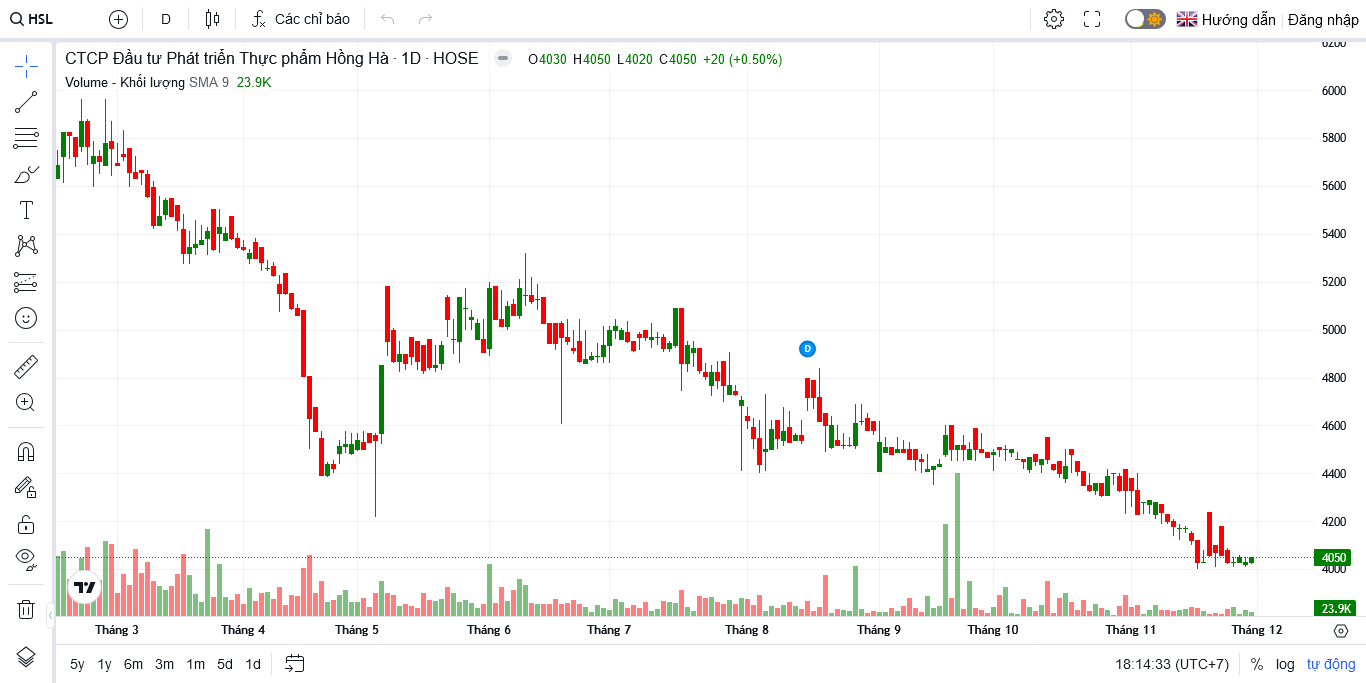 HSL D Các chỉ báo Hướng dẫn Đăng nhập
CTCP Đầu tư Phát triển Thực phẩm Hồng Hà · 1D · HOSE O4030 H4050 L4020 C4050 +20 (+0.50%)
Volume - Khối lượng SMA 9 23.9K
6200
6000
5800
5600
5400
5200
5000
D
4800
4600
4400
4200
4050
4000
23.9K
Tháng 3 Tháng 4 Tháng 5 Tháng 6 Tháng 7 Tháng 8 Tháng 9 Tháng 10 Tháng 11 Tháng 12
5y 1y 6m 3m 1m 5d 1d 18:14:33 (UTC+7) % log tự động